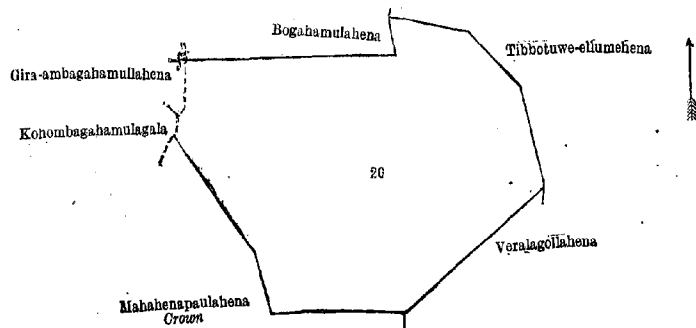 Bogahamulahena
Tibbotuwe-ellumehena
Gira-ambagahamullahena
Kohombagahamulagala
20
Veralagollahena
Mahahenapaulahena
Crown